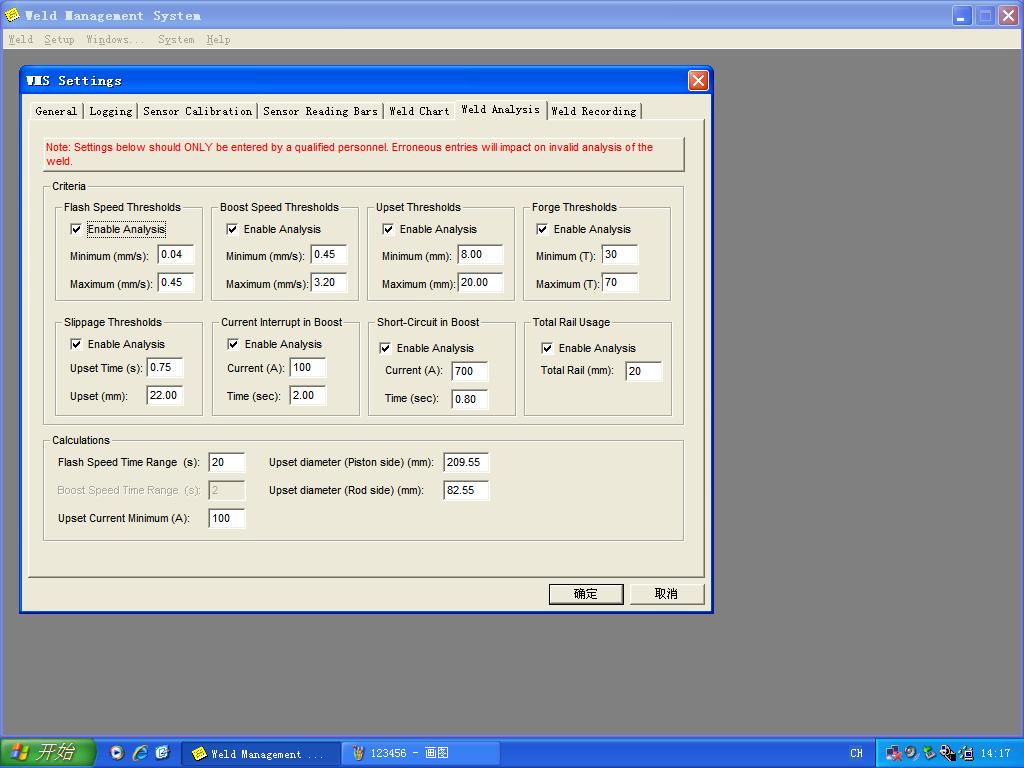 Weld Management System
Weld Setup Windows... System Help
WMS Settings
General Logging Sensor Calibration Sensor Reading Bars Weld Chart Weld Analysis Weld Recording
Note: Settings below should ONLY be entered by a qualified personnel. Erroneous entries will impact on invalid analysis of the
weld.
Criteria
Flash Speed Thresholds Boost Speed Thresholds Upset Thresholds Forge Thresholds
Enable Analysis Enable Analysis Enable Analysis Enable Analysis
Minimum (mm/s): 0.04 Minimum (mm/s): 0.45 Minimum (mm): 8.00 Minimum (T): 30
Maximum (mm/s): 0.45 Maximum (mm/s): 3.20 Maximum (mm): 20.00 Maximum (T): 70
Slippage Thresholds Current Interrupt in Boost Short-Circuit in Boost Total Rail Usage
Enable Analysis Enable Analysis Enable Analysis Enable Analysis
Upset Time (s): 0.75 Current (A): 100 Current (A): 700 Total Rail (mm): 20
Upset (mm): 22.00 Time (sec): 2.00 Time (sec): 0.80
Calculations
Flash Speed Time Range (s): 20 Upset diameter (Piston side) (mm): 209.55
Boost Speed Time Range (s): 2 Upset diameter (Rod side) (mm): 82.55
Upset Current Minimum (A): 100
确定 取消
开始 Weld Management ... 123456 - 画图 CH 14:17